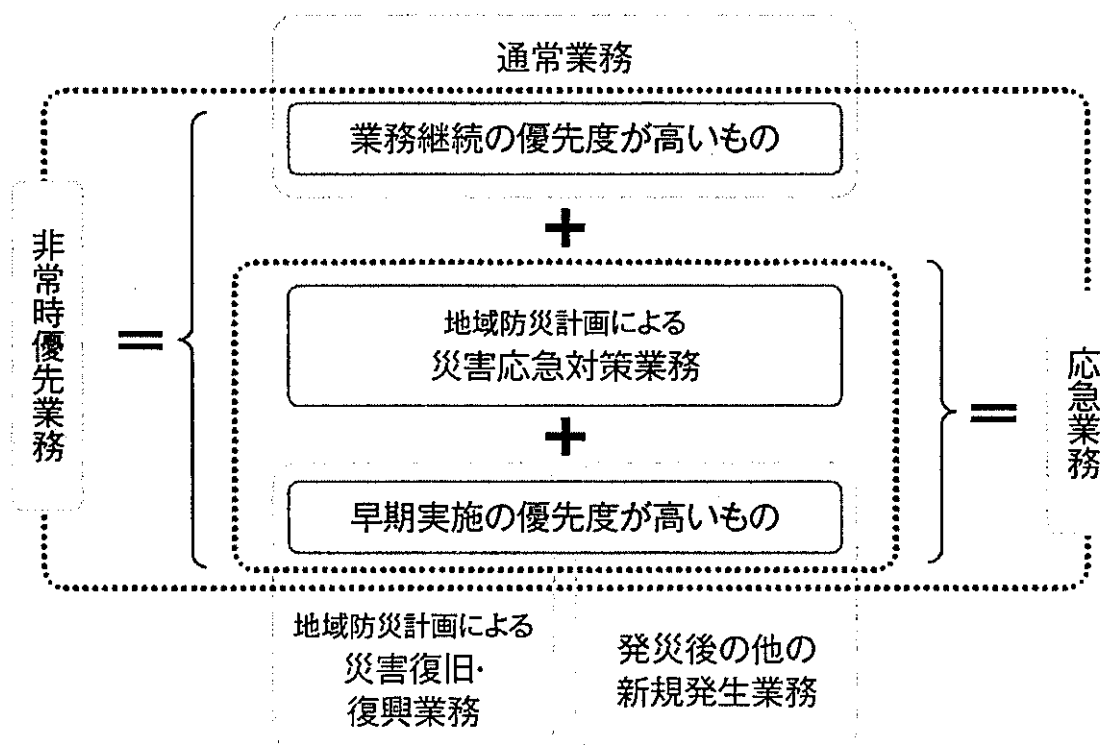 通常業務
業務継続の優先度が高いもの
+
非常時優先業務
=
地域防災計画による
災害応急対策業務
=
応急業務
+
早期実施の優先度が高いもの
地域防災計画による
災害復旧・
復興業務
発災後の他の
新規発生業務